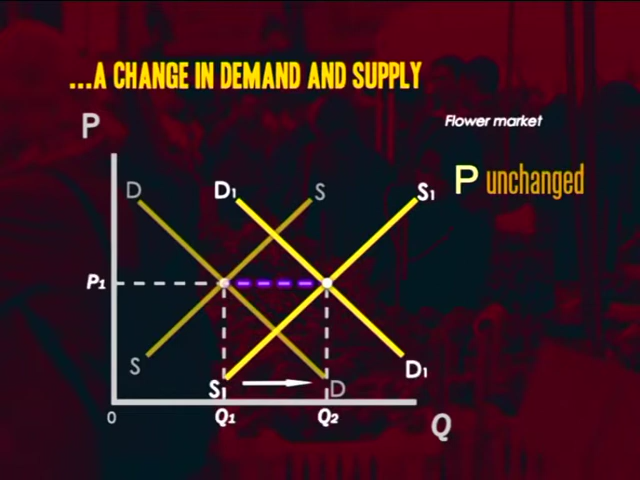 ...A CHANGE IN DEMAND AND SUPPLY
P
Flower market
P unchanged
D
D1
S
S1
P1
S
S1
D
D1
0
Q1
Q2
Q